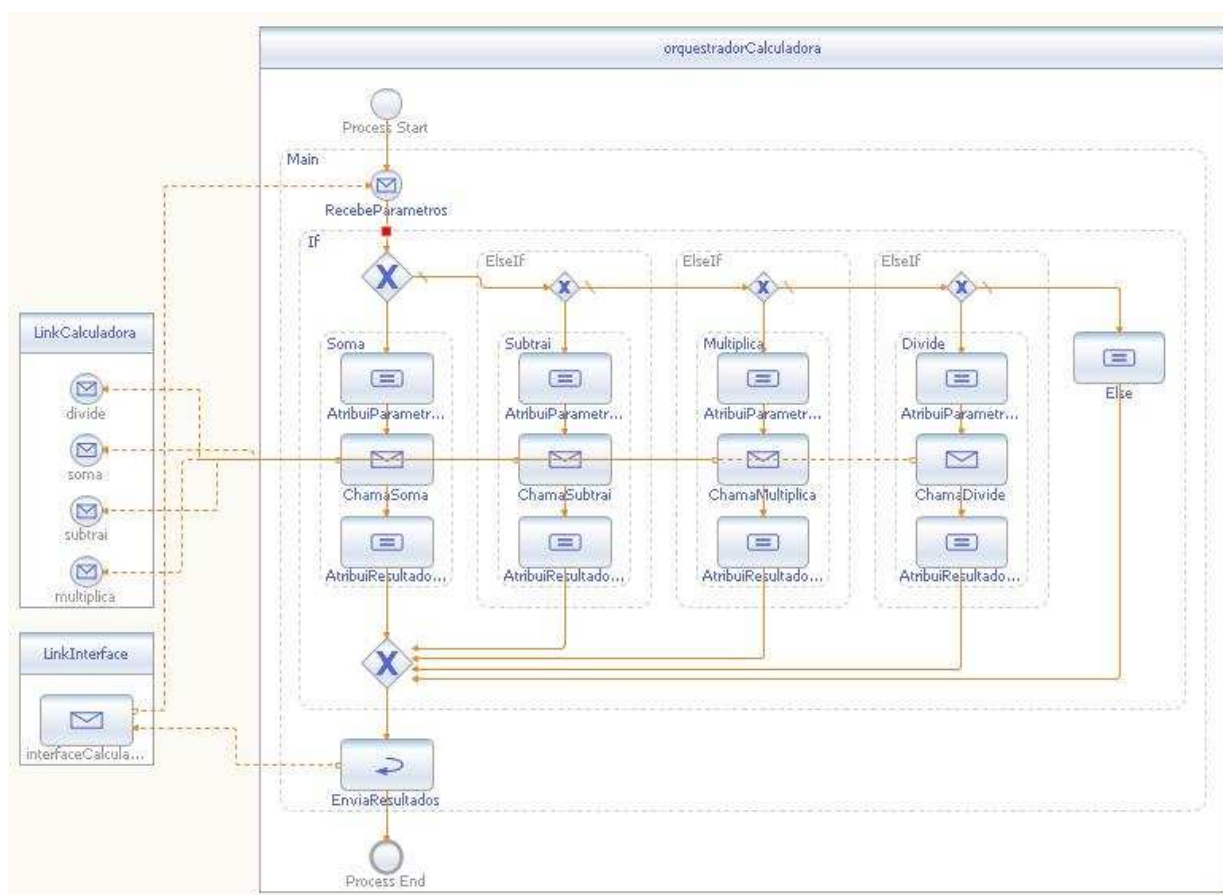 orquestradorCalculadora
Process Start
Main
RecebeParametros
If
ElseIf
ElseIf
ElseIf
LinkCalculadora
Soma
Subtrai
Multiplica
Divide
divide
AtribuiParametr...
AtribuiParametr...
AtribuiParametr...
AtribuiParametr...
Else
soma
ChamaSoma
ChamaSubtrai
ChamaMultiplica
ChamaDivide
subtrai
AtribuiResultado...
AtribuiResultado...
AtribuiResultado...
AtribuiResultado...
multiplica
LinkInterface
interfaceCalcula...
EnviaResultados
Process End